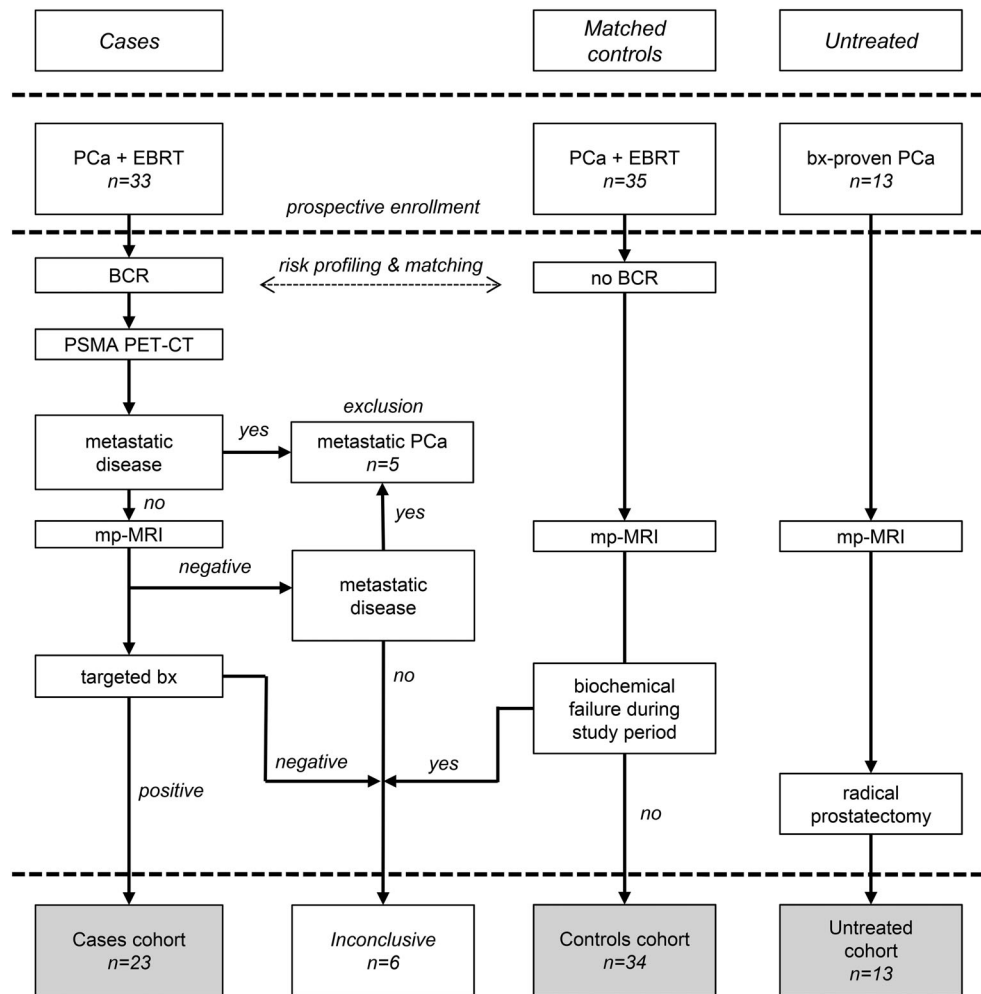 Cases
Matched
controls
Untreated
PCa + EBRT
n=33
PCa + EBRT
n=35
bx-proven PCa
n=13
prospective enrollment
BCR
risk profiling & matching
no BCR
PSMA PET-CT
exclusion
metastatic
disease
yes
metastatic PCa
n=5
no
yes
mp-MRI
mp-MRI
mp-MRI
negative
metastatic
disease
targeted bx
no
biochemical
failure during
study period
negative
yes
positive
no
radical
prostatectomy
Cases cohort
n=23
Inconclusive
n=6
Controls cohort
n=34
Untreated
cohort
n=13